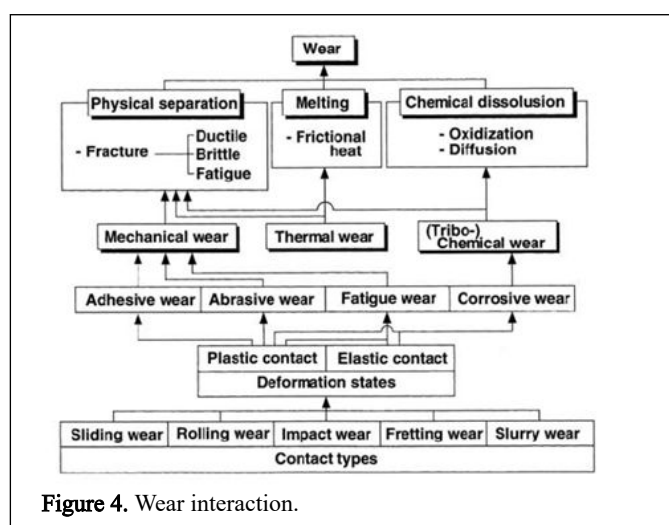 Wear
Physical separation
Melting
Chemical dissolusion
- Fracture
Ductile
Brittle
Fatigue
- Frictional
heat
- Oxidization
- Diffusion
Mechanical wear
Thermal wear
(Tribo-)
Chemical wear
Adhesive wear
Abrasive wear
Fatigue wear
Corrosive wear
Plastic contact
Elastic contact
Deformation states
Sliding wear
Rolling wear
Impact wear
Fretting wear
Slurry wear
Contact types
Figure 4. Wear interaction.